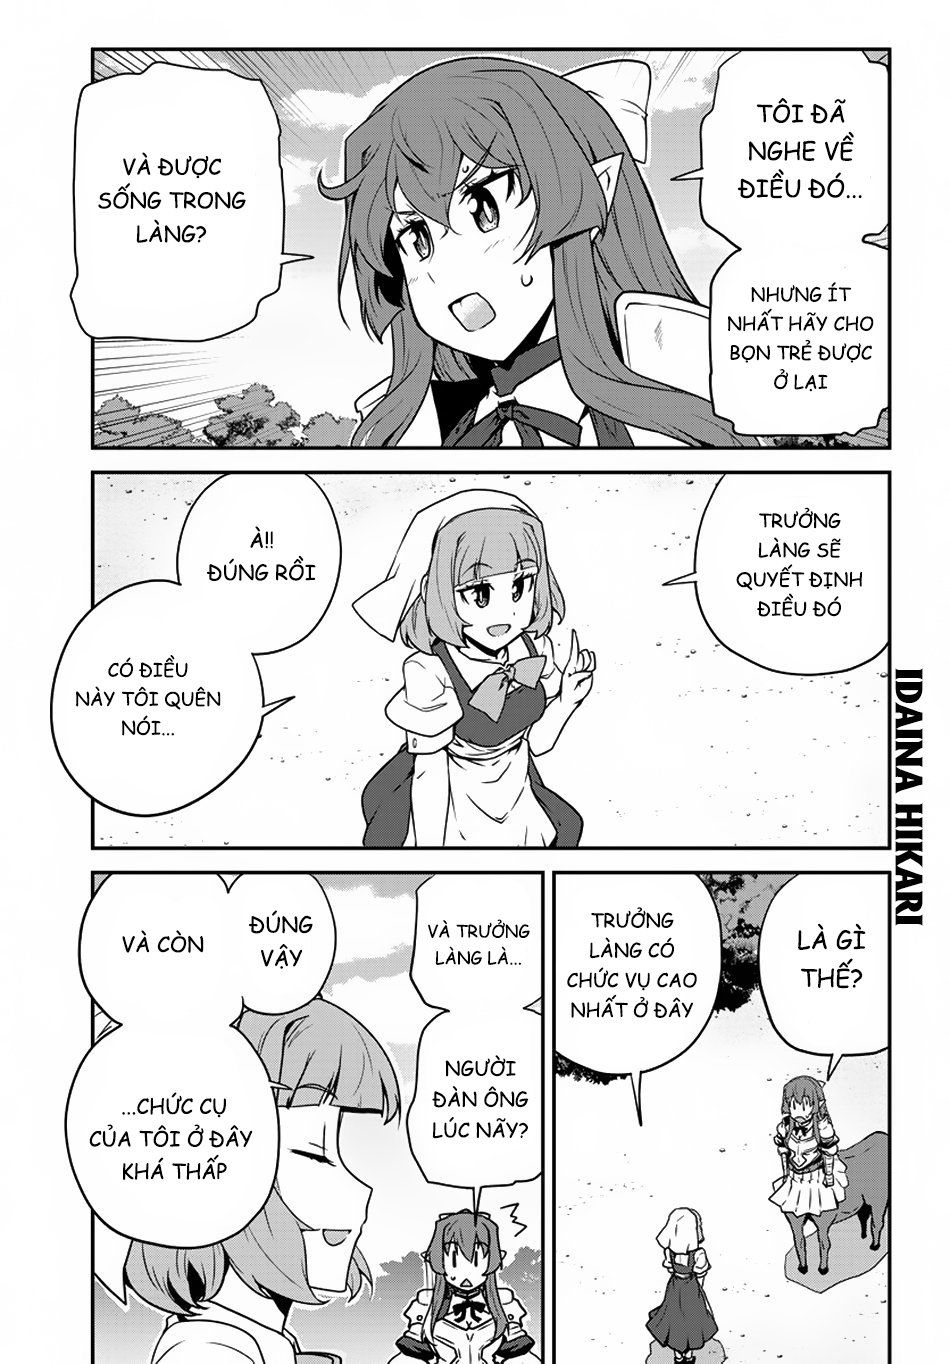 TÔI ĐÃ
NGHE VỀ
ĐIỀU ĐÓ...
NHƯNG ÍT
NHẤT HÃY CHO
BỌN TRẺ ĐƯỢC
Ở LẠI
VÀ ĐƯỢC
SỐNG TRONG
LÀNG?
TRƯỞNG
LÀNG SẼ
QUYẾT ĐỊNH
ĐIỀU ĐÓ
À!!
ĐÚNG RỒI
CÓ ĐIỀU
NÀY TÔI QUÊN
NÓI...
IDAINA HIKARI
LÀ GÌ
THẾ?
TRƯỞNG
LÀNG CÓ
CHỨC VỤ CAO
NHẤT Ở ĐÂY
VÀ TRƯỞNG
LÀNG LÀ...
NGƯỜI
ĐÀN ÔNG
LÚC NÃY?
ĐÚNG
VẬY
VÀ CÒN
...CHỨC CỤ
CỦA TÔI Ở ĐÂY
KHÁ THẤP